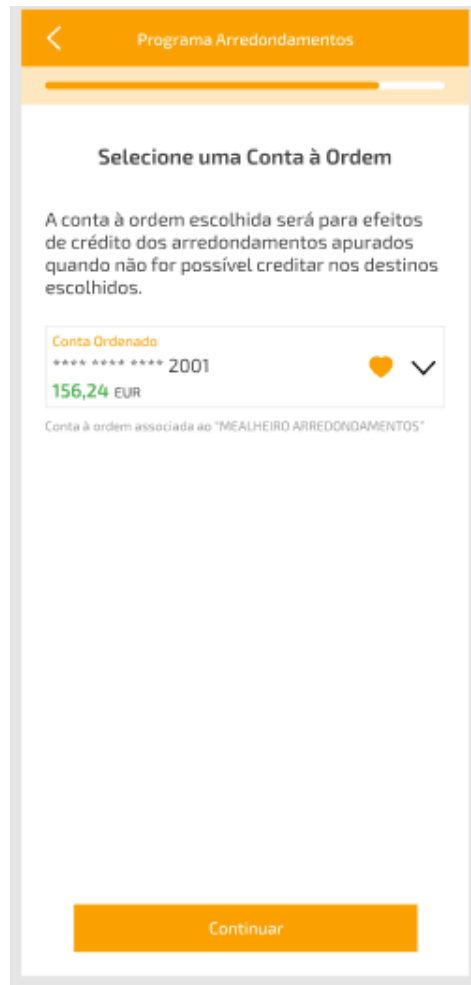 Programa Arredondamentos
Selecione uma Conta à Ordem
A conta à ordem escolhida será para efeitos
de crédito dos arredondamentos apurados
quando não for possível creditar nos destinos
escolhidos.
Conta Ordenado
**** **** **** 2001
156,24 EUR
Conta à ordem associada ao "MEALHEIRO ARREDONDAMENTOS"
Continuar